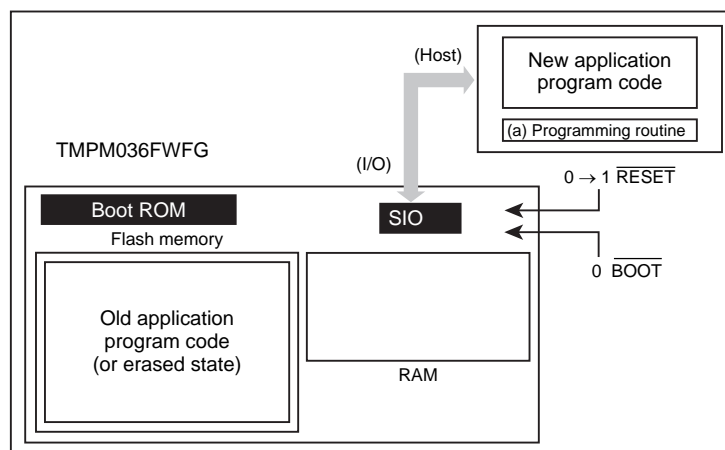 (Host)
New application
program code
(a) Programming routine
TMPM036FWFG
(I/O)
0 → 1 RESET
Boot ROM
SIO
Flash memory
0 BOOT
Old application
program code
(or erased state)
RAM